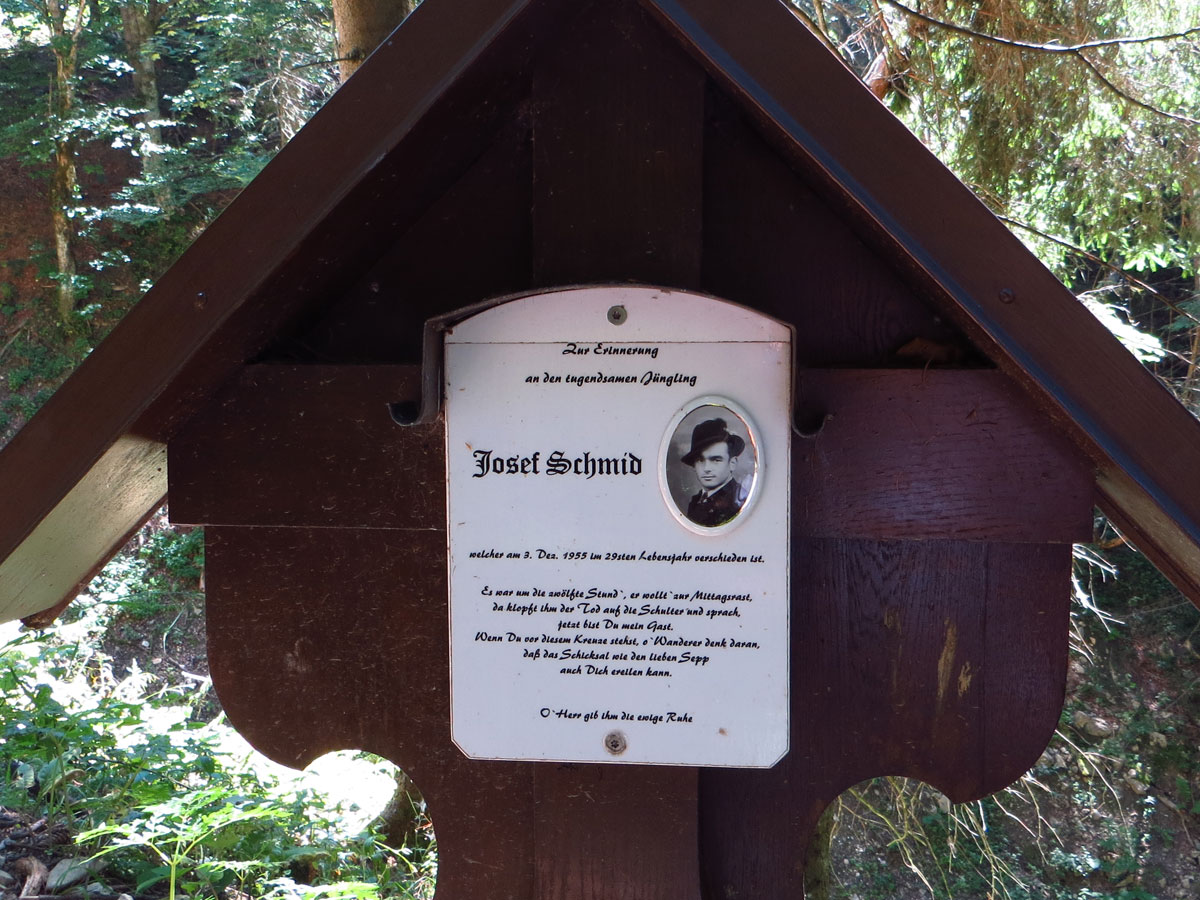 Zur Erinnerung
an den tugendsamen Jüngling
Josef Schmid
welcher am 3. Dez. 1955 im 29sten Lebensjahr verschieden ist.
Es war um die zwölfte Stund`, er wollt`zur Mittagsrast,
da klopft ihm der Tod auf die Schulter und sprach,
jetzt bist Du mein Gast.
Wenn Du vor diesem Kreuze stehst, o`Wanderer denk daran,
daß das Schicksal wie den lieben Sepp
auch Dich ereilen kann.
O`Herr gib ihm die ewige Ruhe